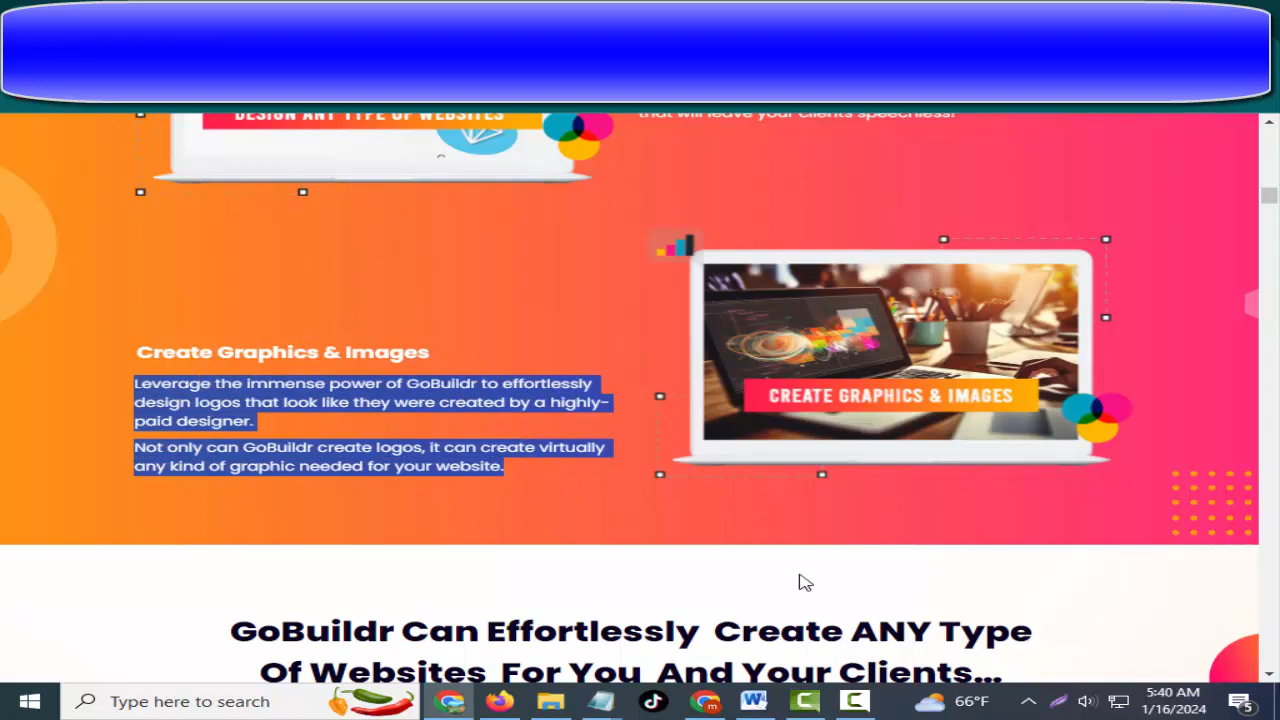 DESIGN ANY TYPE OF WEBSITES
that will leave your clients speechless!
Create Graphics & Images
Leverage the immense power of GoBuildr to effortlessly
design logos that look like they were created by a highly-
paid designer.
Not only can GoBuildr create logos, it can create virtually
any kind of graphic needed for your website.
CREATE GRAPHICS & IMAGES
GoBuildr Can Effortlessly Create ANY Type
Of Websites For You And Your Clients...
Type here to search
66°F
5:40 AM
1/16/2024
5